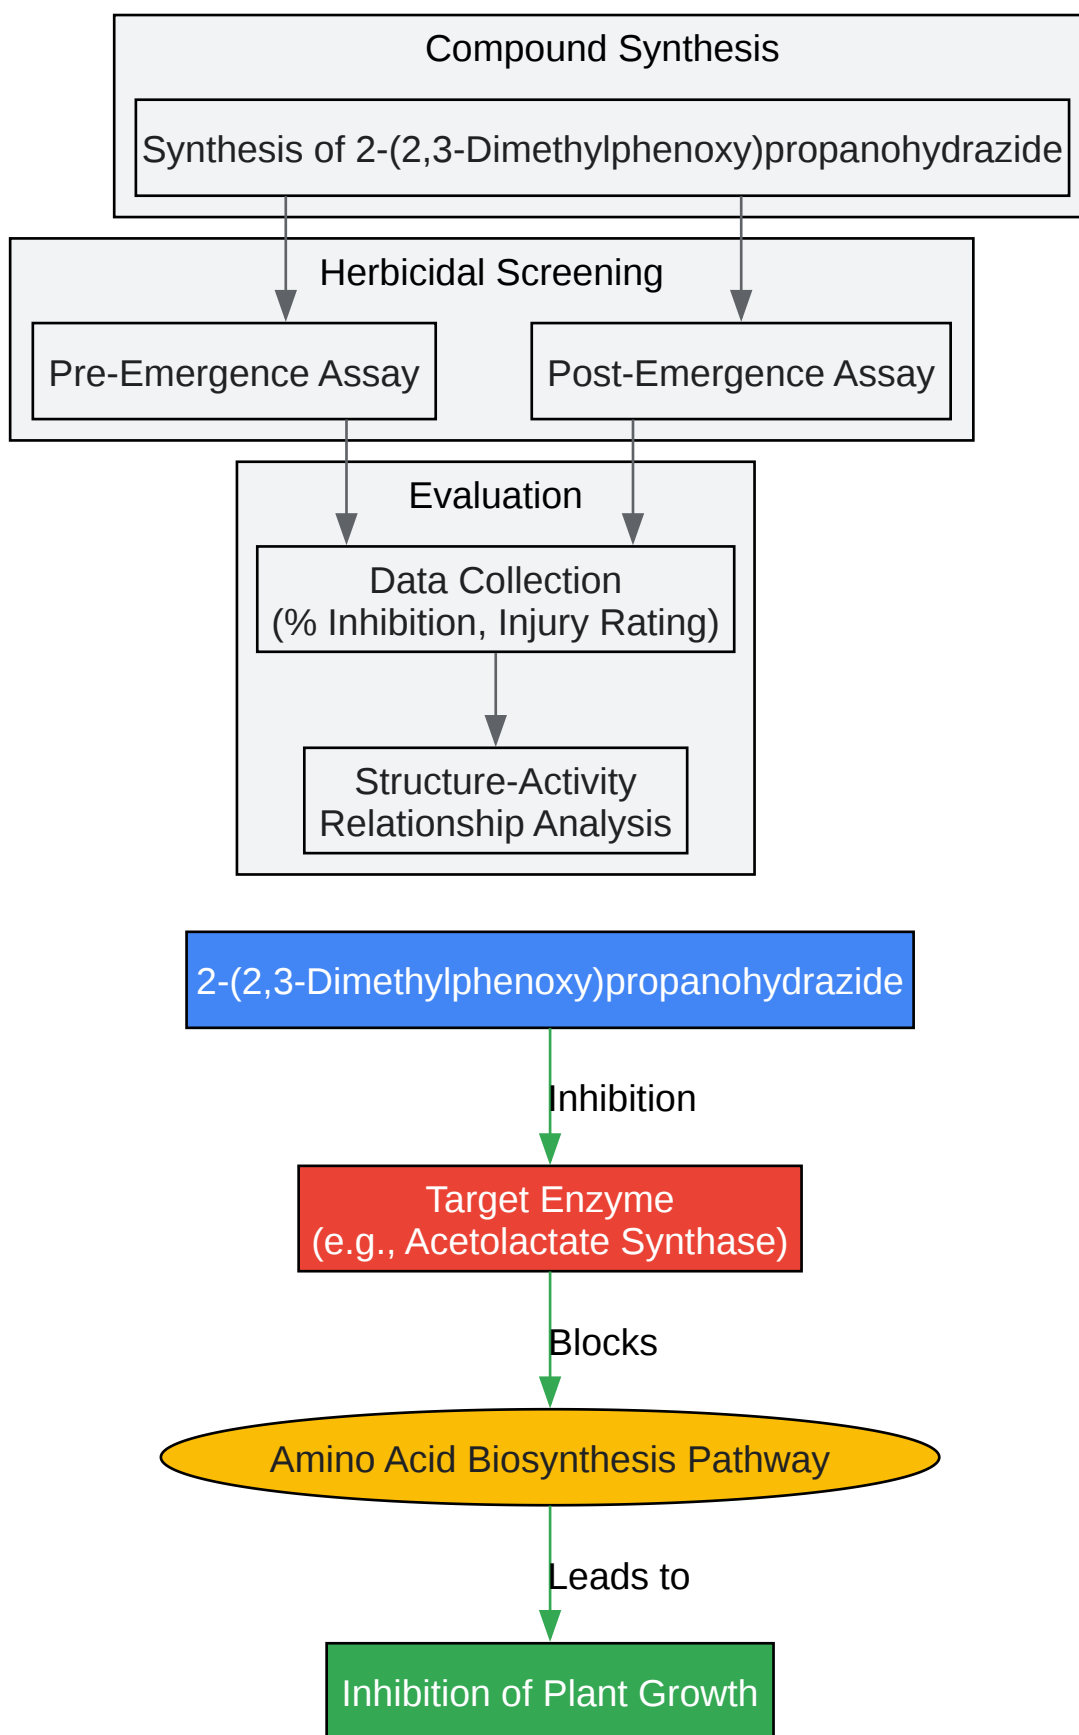 Compound Synthesis
Synthesis of 2-(2,3-Dimethylphenoxy)propanohydrazide
Herbicidal Screening
Pre-Emergence Assay
Post-Emergence Assay
Evaluation
Data Collection
(% Inhibition, Injury Rating)
Structure-Activity
Relationship Analysis
2-(2,3-Dimethylphenoxy)propanohydrazide
Inhibition
Target Enzyme
(e.g., Acetolactate Synthase)
Blocks
Amino Acid Biosynthesis Pathway
Leads to
Inhibition of Plant Growth